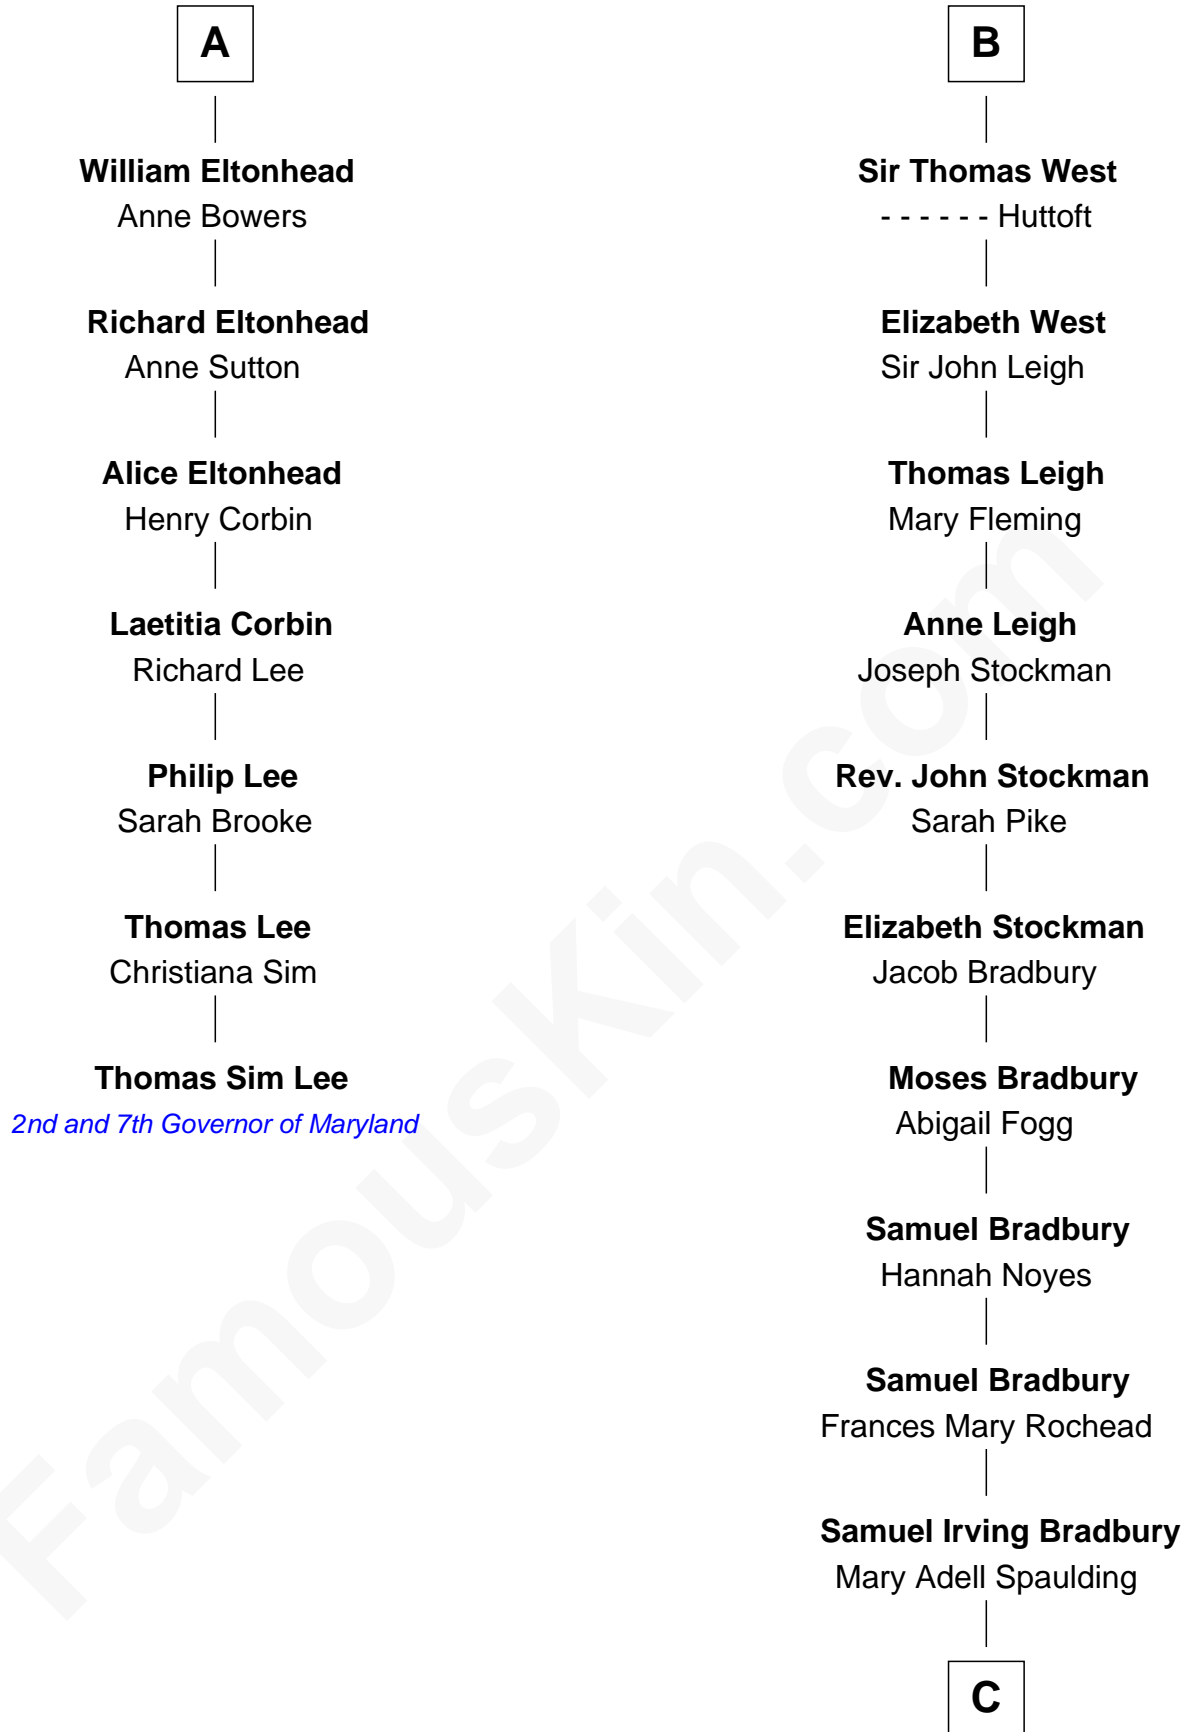 A
William Eltonhead
Anne Bowers
Richard Eltonhead
Anne Sutton
Alice Eltonhead
Henry Corbin
Laetitia Corbin
Richard Lee
Philip Lee
Sarah Brooke
Thomas Lee
Christiana Sim
Thomas Sim Lee
2nd and 7th Governor of Maryland
B
Sir Thomas West
- - - - - - Huttoft
Elizabeth West
Sir John Leigh
Thomas Leigh
Mary Fleming
Anne Leigh
Joseph Stockman
Rev. John Stockman
Sarah Pike
Elizabeth Stockman
Jacob Bradbury
Moses Bradbury
Abigail Fogg
Samuel Bradbury
Hannah Noyes
Samuel Bradbury
Frances Mary Rochead
Samuel Irving Bradbury
Mary Adell Spaulding
C
FamousKin.com